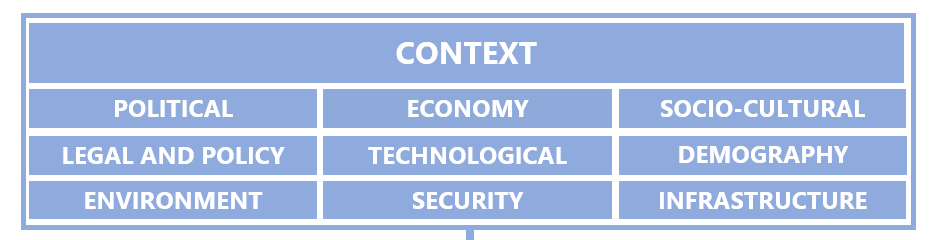 CONTEXT
POLITICAL ECONOMY SOCIO-CULTURAL
LEGAL AND POLICY TECHNOLOGICAL DEMOGRAPHY
ENVIRONMENT SECURITY INFRASTRUCTURE